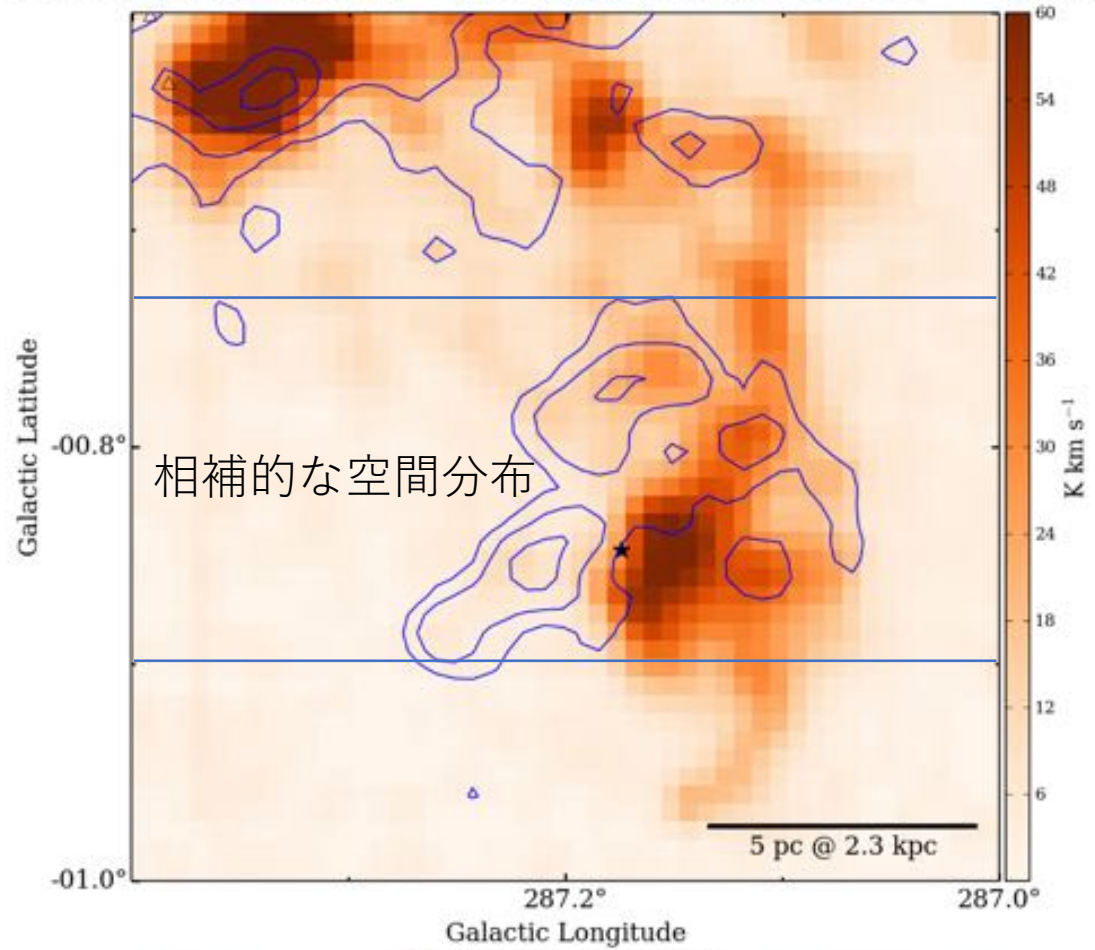 60
54
48
42
36
30
24
18
12
6
K km s⁻¹
Galactic Latitude
-00.8°
相補的な空間分布
5 pc @ 2.3 kpc
-01.0°
287.2°
287.0°
Galactic Longitude